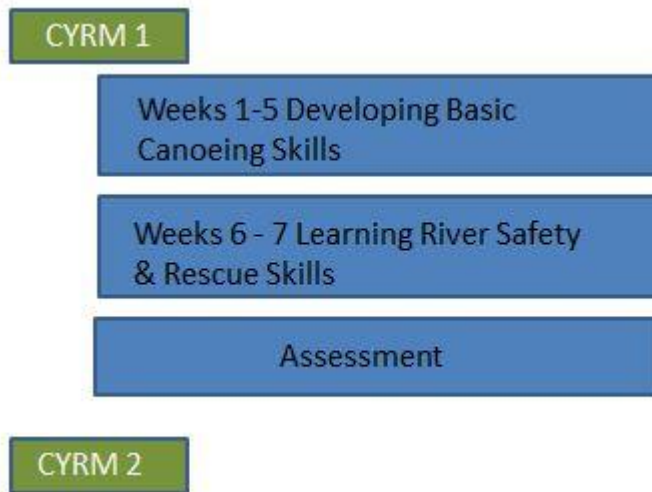 CYRM 1
Weeks 1-5 Developing Basic
Canoeing Skills
Weeks 6 - 7 Learning River Safety
& Rescue Skills
Assessment
CYRM 2